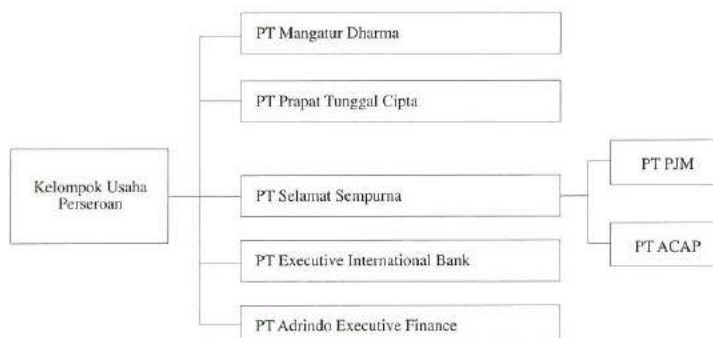 PT Mangatur Dharma
PT Prapat Tunggal Cipta
Kelompok Usaha
Perseroan
PT Selamat Sempurna
PT Executive International Bank
PT Adrindo Executive Finance
PT PJM
PT ACAP